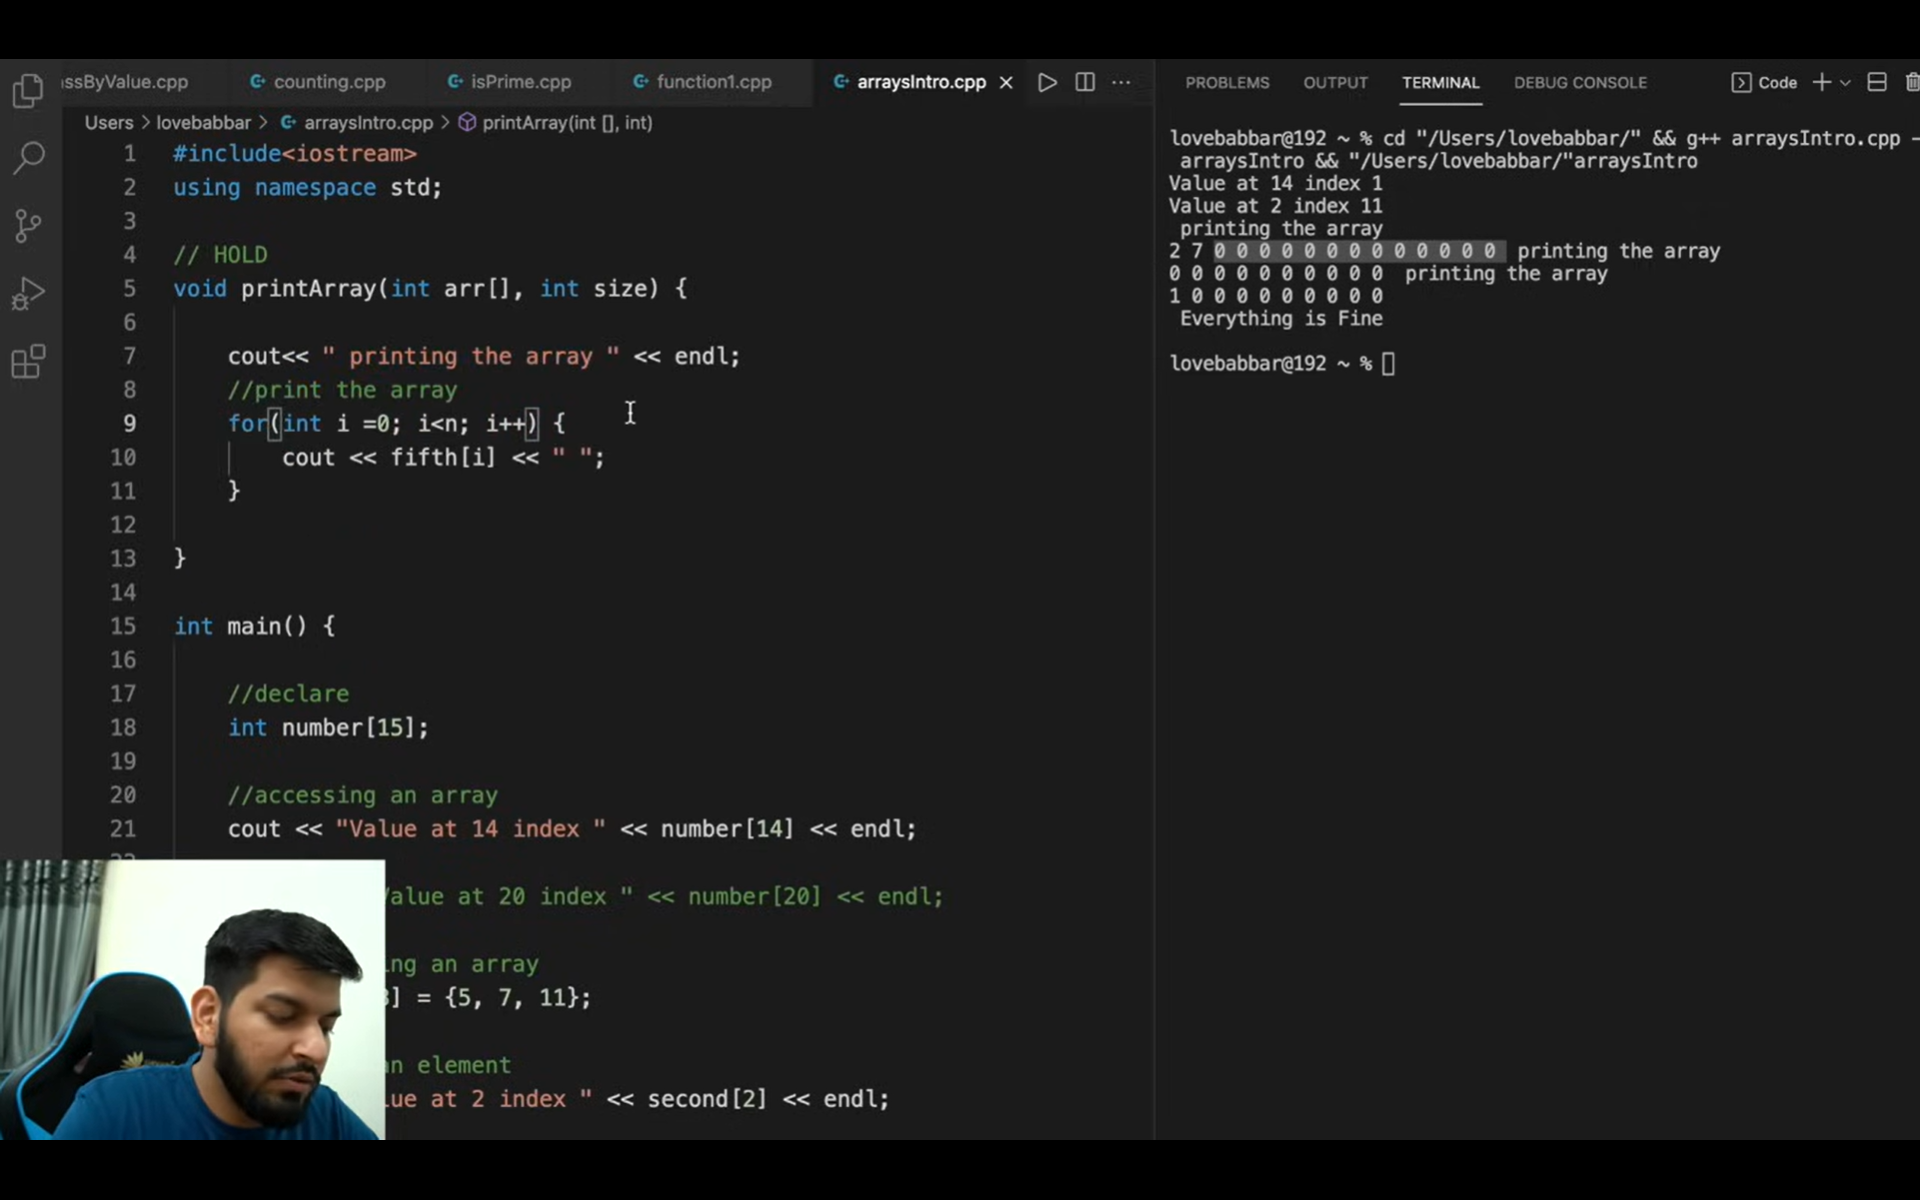 ssByValue.cpp counting.cpp isPrime.cpp function1.cpp arraysIntro.cpp
Users > lovebabbar > arraysIntro.cpp > printArray(int [], int)
1 #include<iostream>
2 using namespace std;
3
4 // HOLD
5 void printArray(int arr[], int size) {
6
7 cout<< " printing the array " << endl;
8 //print the array
9 for(int i =0; i<n; i++) {
10 cout << fifth[i] << " ";
11 }
12
13 }
14
15 int main() {
16
17 //declare
18 int number[15];
19
20 //accessing an array
21 cout << "Value at 14 index " << number[14] << endl;
alue at 20 index " << number[20] << endl;
ng an array
] = {5, 7, 11};
n element
ue at 2 index " << second[2] << endl;
PROBLEMS OUTPUT TERMINAL DEBUG CONSOLE Code
lovebabbar@192 ~ % cd "/Users/lovebabbar/" && g++ arraysIntro.cpp -
arraysIntro && "/Users/lovebabbar/"arraysIntro
Value at 14 index 1
Value at 2 index 11
printing the array
2 7 0 0 0 0 0 0 0 0 0 0 0 0 0 printing the array
0 0 0 0 0 0 0 0 0 0 printing the array
1 0 0 0 0 0 0 0 0 0
Everything is Fine
lovebabbar@192 ~ %